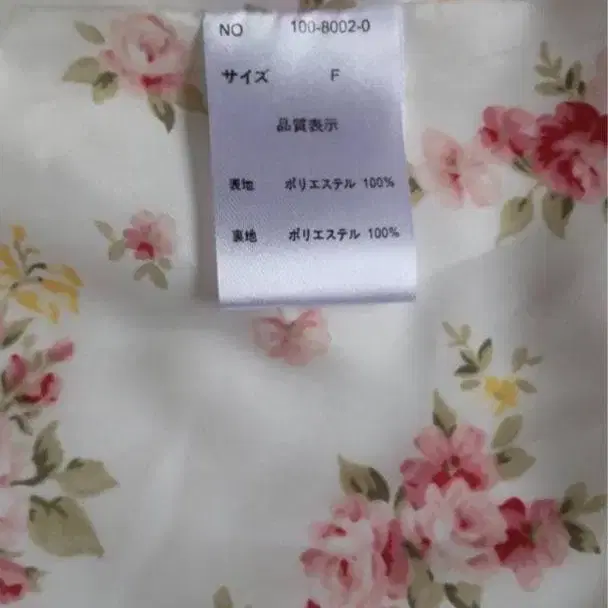 NO 100-8002-0
サイズ F
品質表示
表地 ポリエステル 100%
裏地 ポリエステル 100%